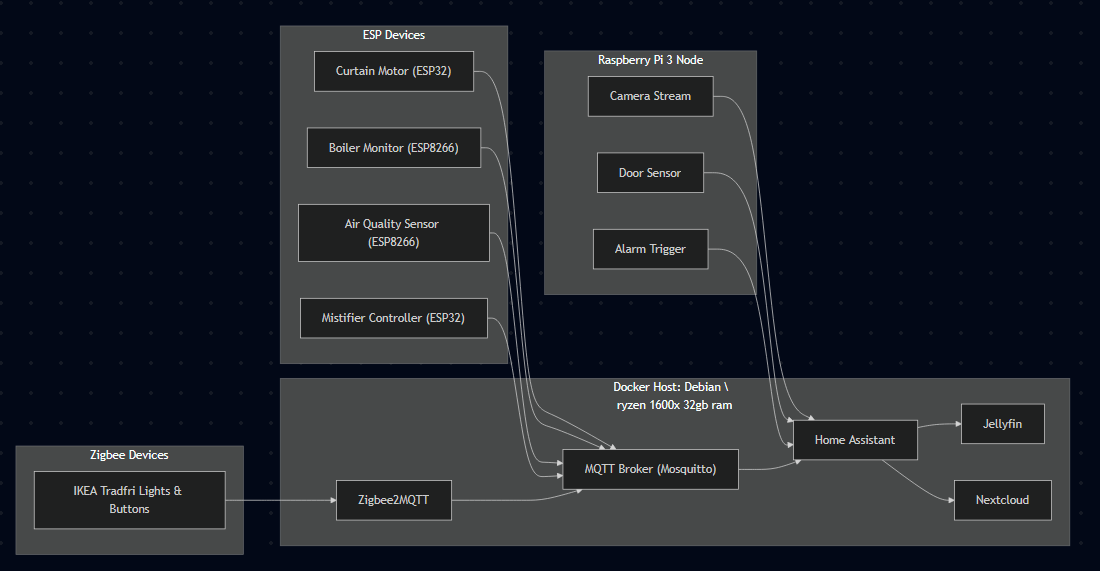 ESP Devices
Curtain Motor (ESP32)
Boiler Monitor (ESP8266)
Air Quality Sensor
(ESP8266)
Mistifier Controller (ESP32)
Raspberry Pi 3 Node
Camera Stream
Door Sensor
Alarm Trigger
Docker Host: Debian \
ryzen 1600x 32gb ram
Zigbee Devices
IKEA Tradfri Lights &
Buttons
Zigbee2MQTT
MQTT Broker (Mosquitto)
Home Assistant
Jellyfin
Nextcloud